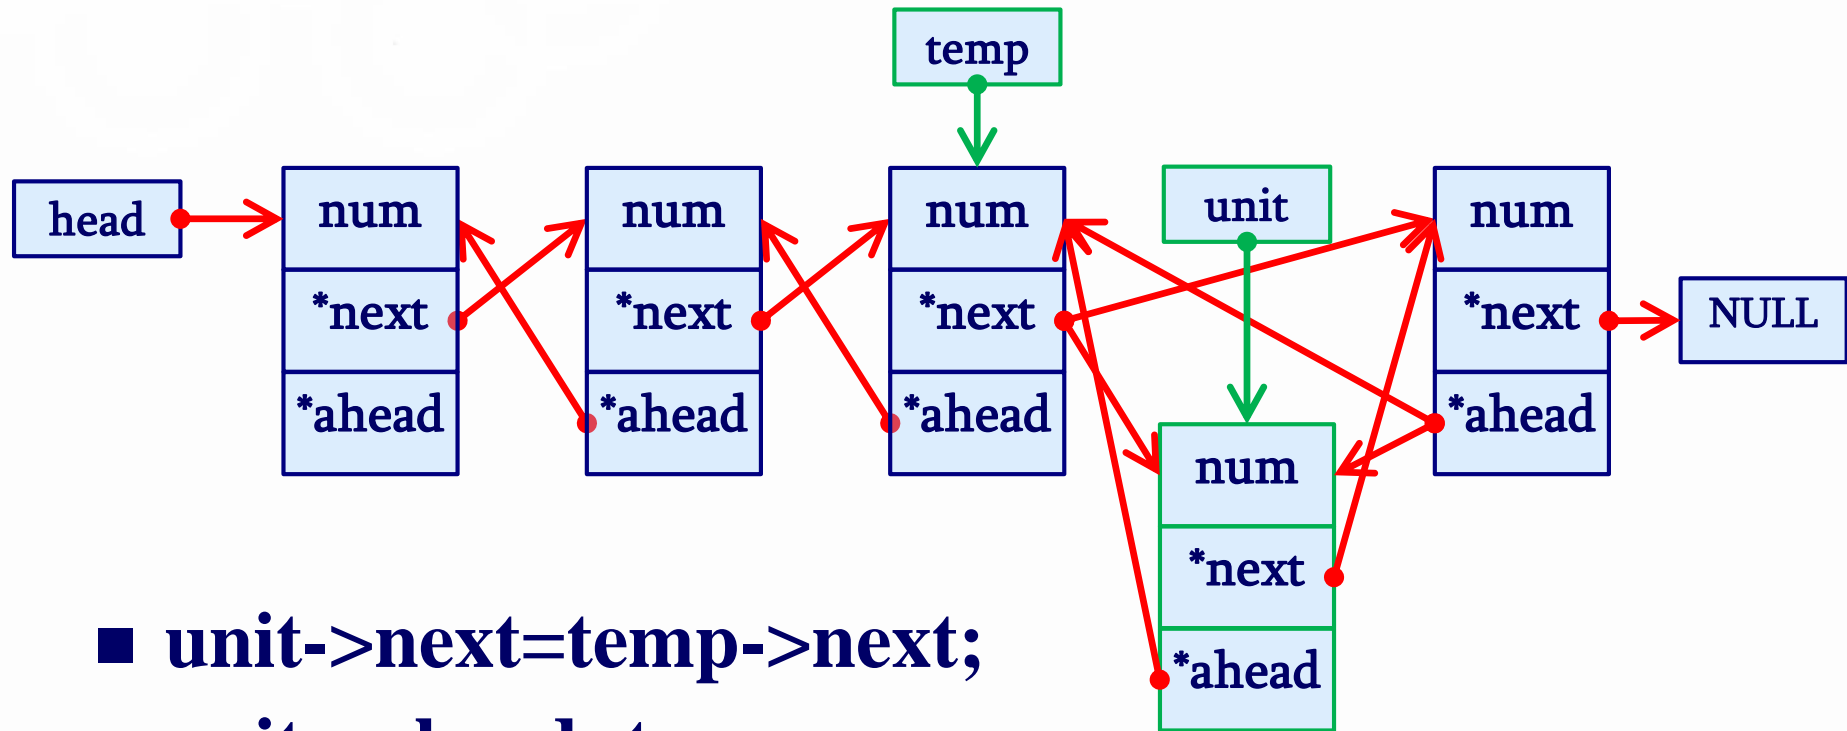 temp
head
num
num
num
unit
num
*next
*next
*next
*next
NULL
*ahead
*ahead
*ahead
*ahead
num
*next
*ahead
■ unit->next=temp->next;